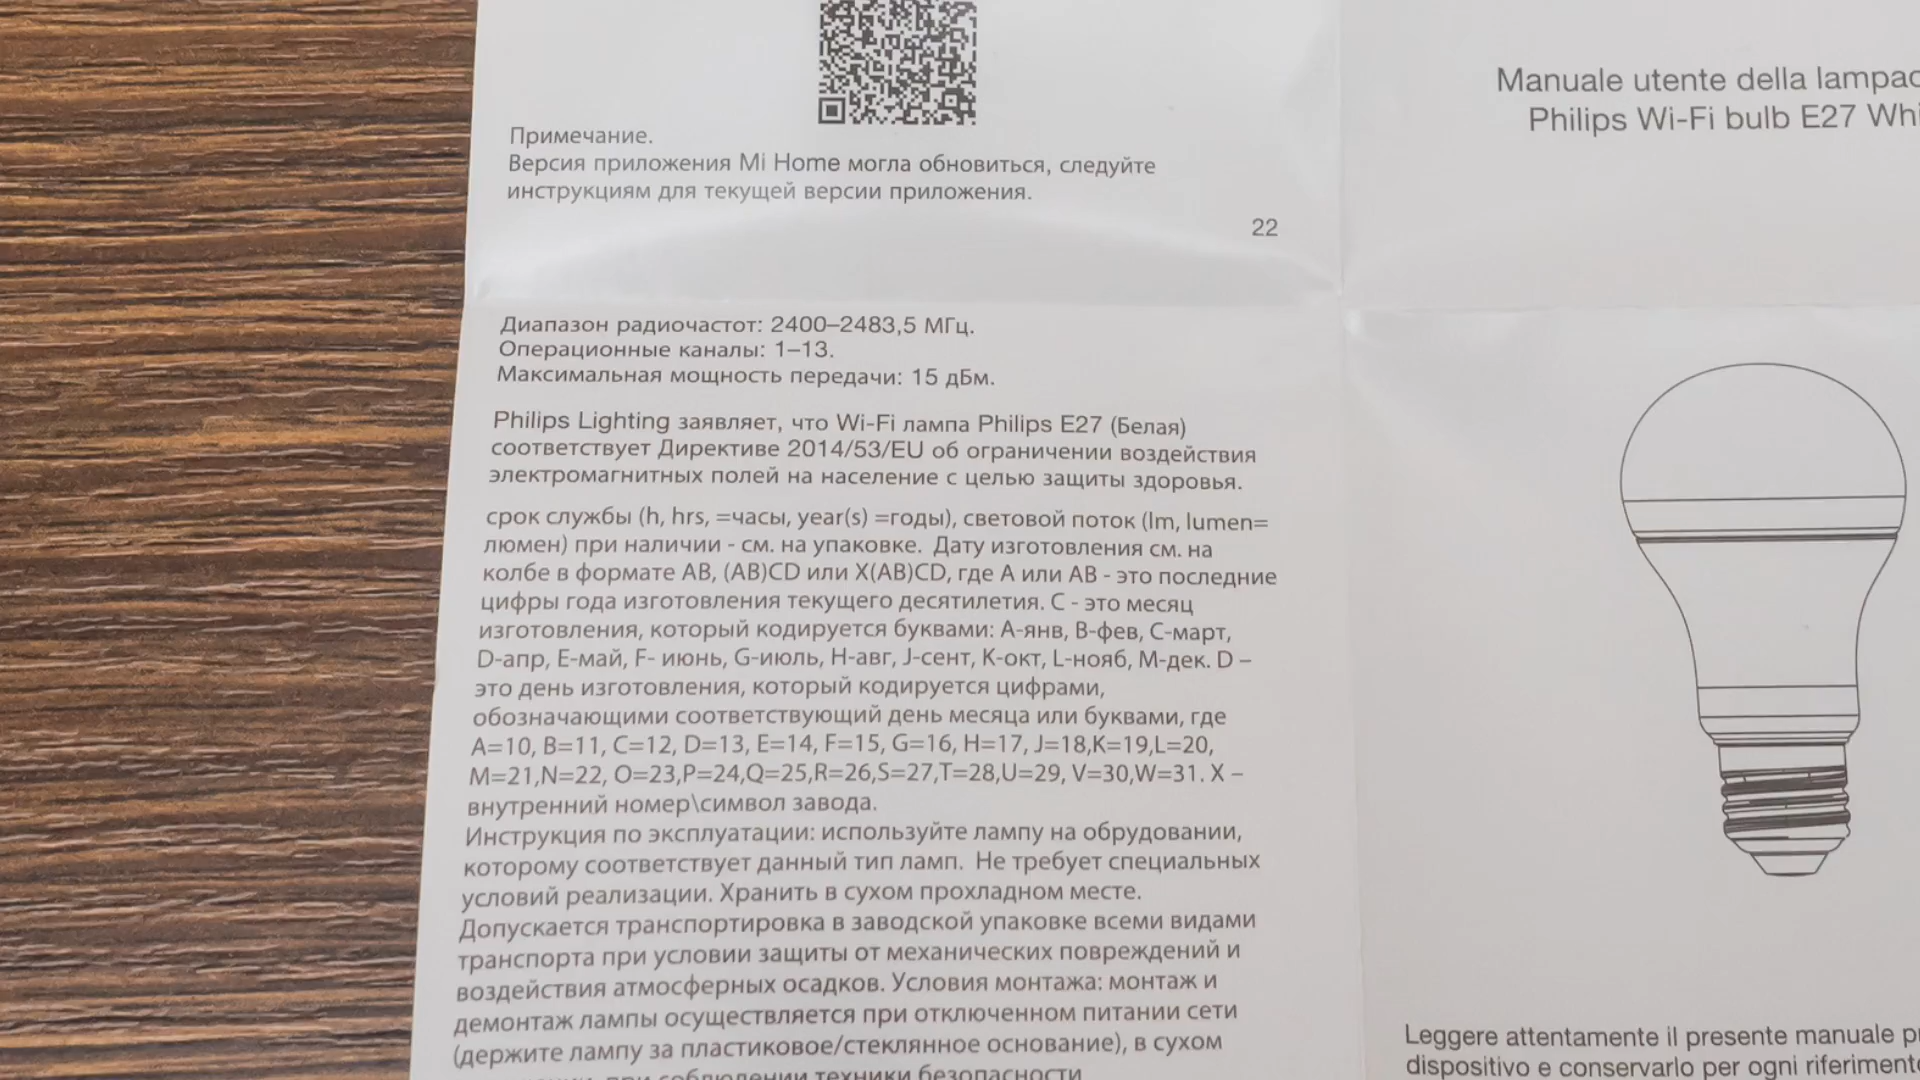 Примечание.
Версия приложения Mi Home могла обновиться, следуйте
инструкциям для текущей версии приложения.
22
Диапазон радиочастот: 2400–2483,5 МГц.
Операционные каналы: 1–13.
Максимальная мощность передачи: 15 дБм.
Philips Lighting заявляет, что Wi-Fi лампа Philips E27 (Белая)
соответствует Директиве 2014/53/EU об ограничении воздействия
электромагнитных полей на население с целью защиты здоровья.
срок службы (h, hrs, =часы, year(s) =годы), световой поток (lm, lumen=
люмен) при наличии - см. на упаковке. Дату изготовления см. на
колбе в формате AB, (AB)CD или X(AB)CD, где A или AB - это последние
цифры года изготовления текущего десятилетия. C - это месяц
изготовления, который кодируется буквами: A-янв, B-фев, C-март,
D-апр, E-май, F- июнь, G-июль, H-авг, J-сент, K-окт, L-нояб, M-дек. D –
это день изготовления, который кодируется цифрами,
обозначающими соответствующий день месяца или буквами, где
A=10, B=11, C=12, D=13, E=14, F=15, G=16, H=17, J=18,K=19,L=20,
M=21,N=22, O=23,P=24,Q=25,R=26,S=27,T=28,U=29, V=30,W=31. X –
внутренний номер\символ завода.
Инструкция по эксплуатации: используйте лампу на обрудовании,
которому соответствует данный тип ламп. Не требует специальных
условий реализации. Хранить в сухом прохладном месте.
Допускается транспортировка в заводской упаковке всеми видами
транспорта при условии защиты от механических повреждений и
воздействия атмосферных осадков. Условия монтажа: монтаж и
демонтаж лампы осуществляется при отключенном питании сети
(держите лампу за пластиковое/стеклянное основание), в сухом
при соблюдении техники безопасности
Manuale utente della lampad
Philips Wi-Fi bulb E27 Whi
Leggere attentamente il presente manuale pr
dispositivo e conservarlo per ogni riferimento